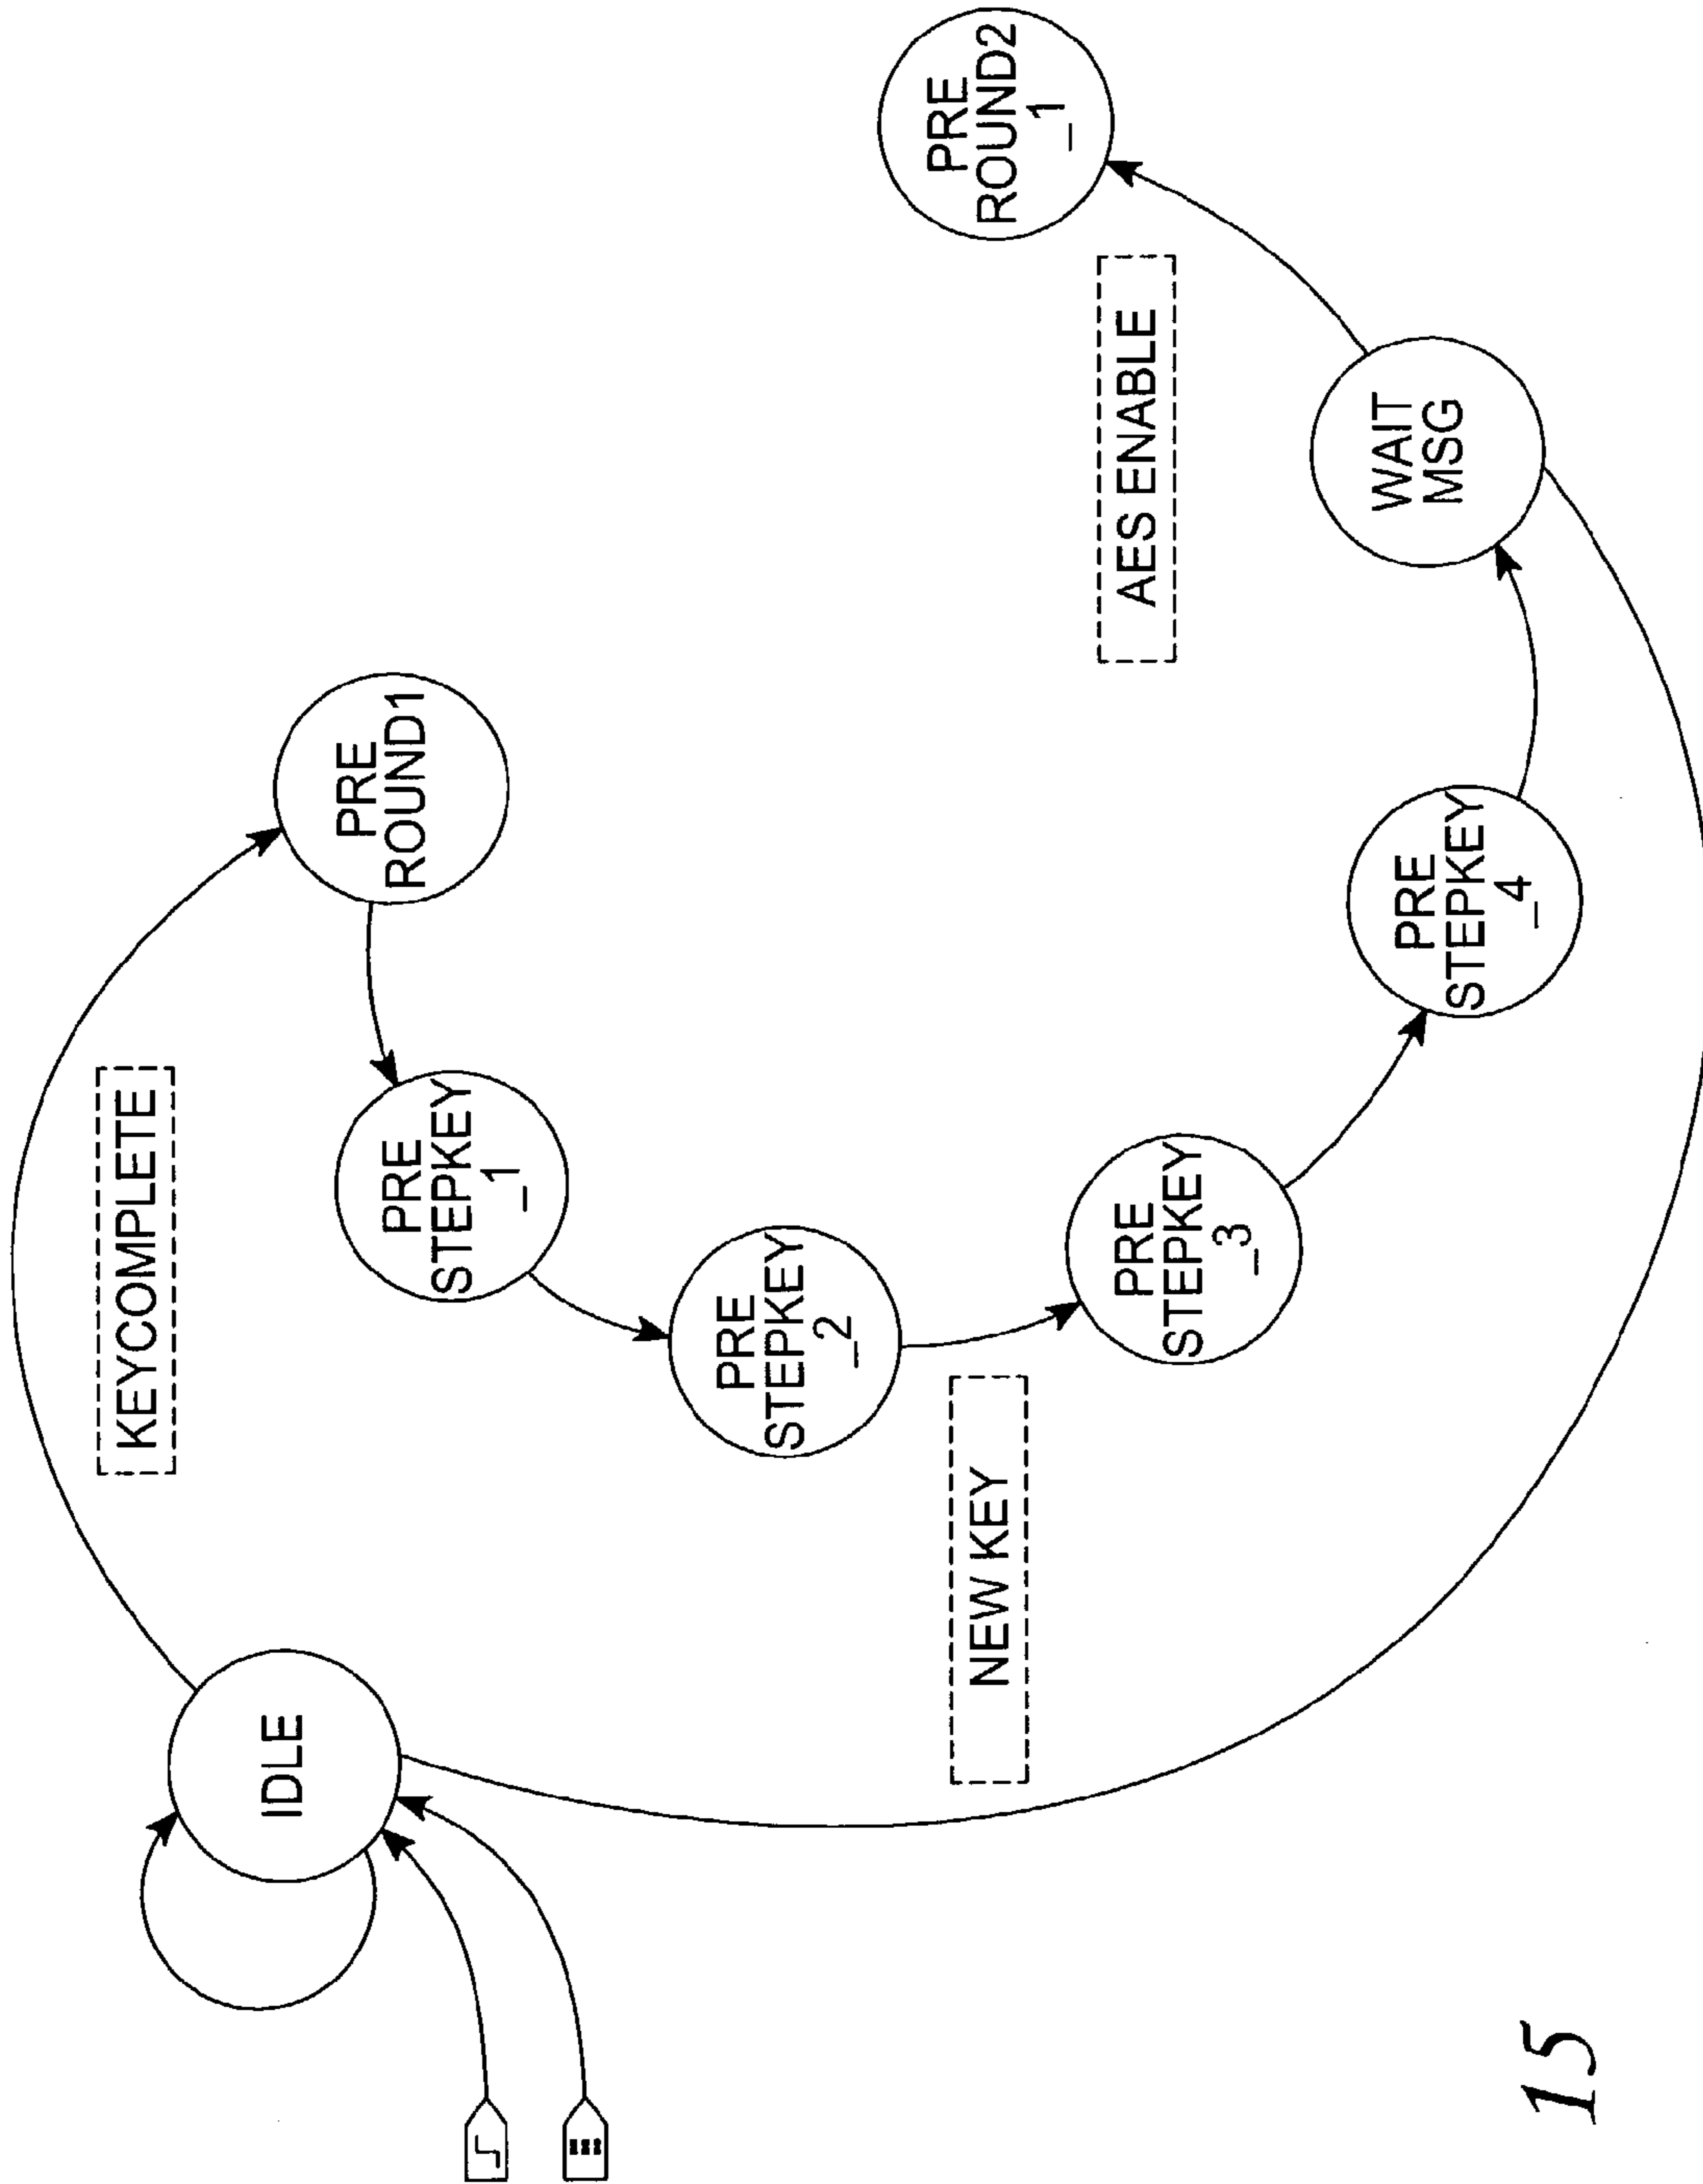 KEYCOMPLETE
IDLE
PRE
ROUND1
PRE
STEPKEY
_1
PRE
STEPKEY
_2
NEW KEY
PRE
STEPKEY
_3
PRE
STEPKEY
_4
WAIT
MSG
AES ENABLE
PRE
ROUND2
_1
15